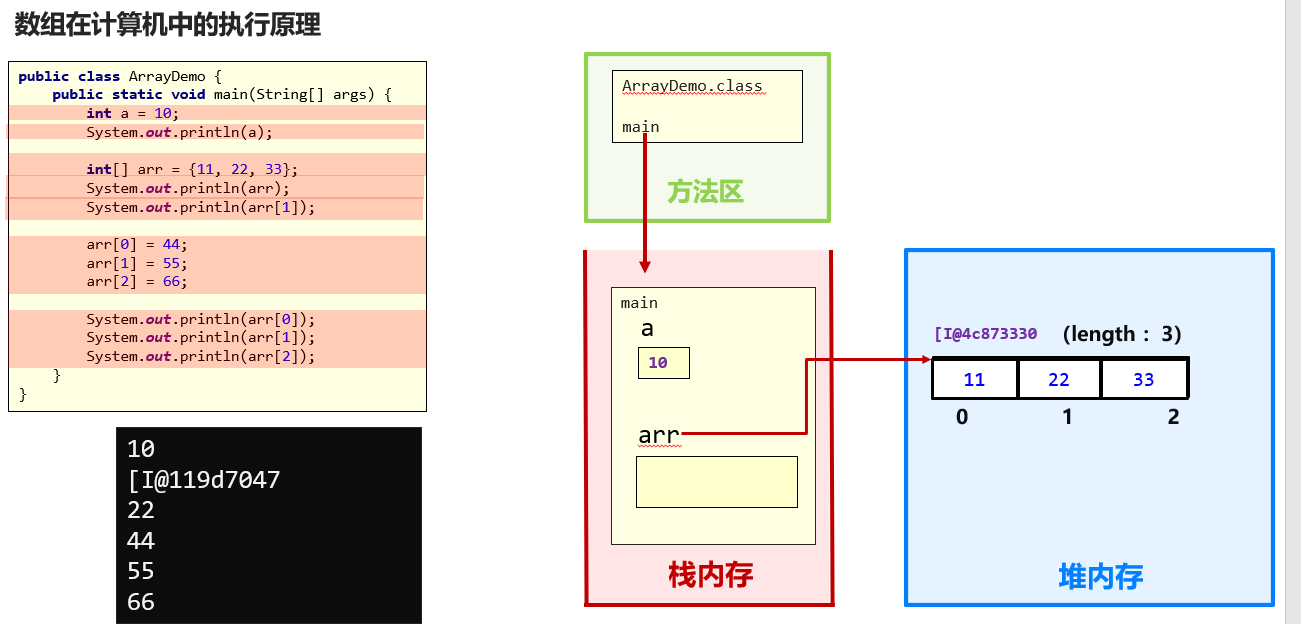 数组在计算机中的执行原理
public class ArrayDemo {
    public static void main(String[] args) {
        int a = 10;
        System.out.println(a);
        int[] arr = {11, 22, 33};
        System.out.println(arr);
        System.out.println(arr[1]);
        arr[0] = 44;
        arr[1] = 55;
        arr[2] = 66;
        System.out.println(arr[0]);
        System.out.println(arr[1]);
        System.out.println(arr[2]);
    }
}
10
[I@119d7047
22
44
55
66
ArrayDemo.class
main
方法区
main
a
10
arr
栈内存
[I@4c873330 (length：3)
11 22 33
0 1 2
堆内存